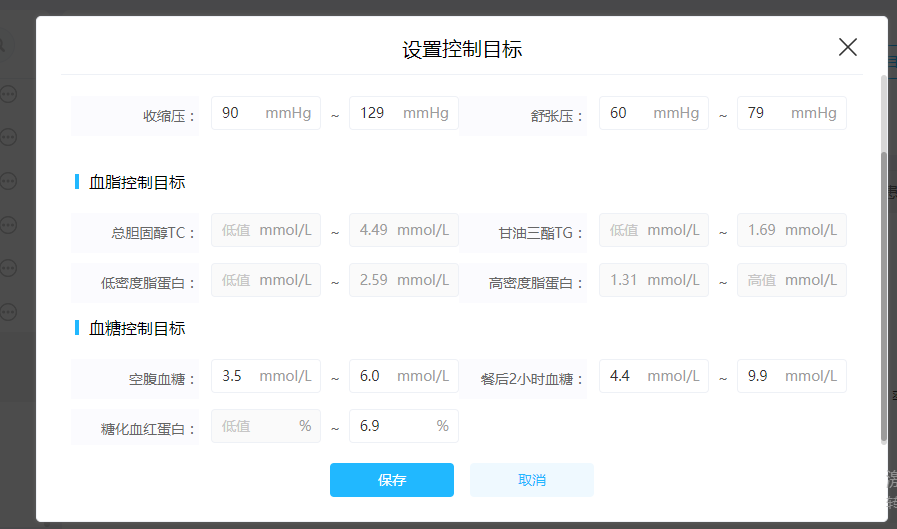 设置控制目标
收缩压： 90 mmHg ~ 129 mmHg 舒张压： 60 mmHg ~ 79 mmHg
血脂控制目标
总胆固醇TC： 低值 mmol/L ~ 4.49 mmol/L 甘油三酯TG： 低值 mmol/L ~ 1.69 mmol/L
低密度脂蛋白： 低值 mmol/L ~ 2.59 mmol/L 高密度脂蛋白： 1.31 mmol/L ~ 高值 mmol/L
血糖控制目标
空腹血糖： 3.5 mmol/L ~ 6.0 mmol/L 餐后2小时血糖： 4.4 mmol/L ~ 9.9 mmol/L
糖化血红蛋白： 低值 % ~ 6.9 %
保存 取消